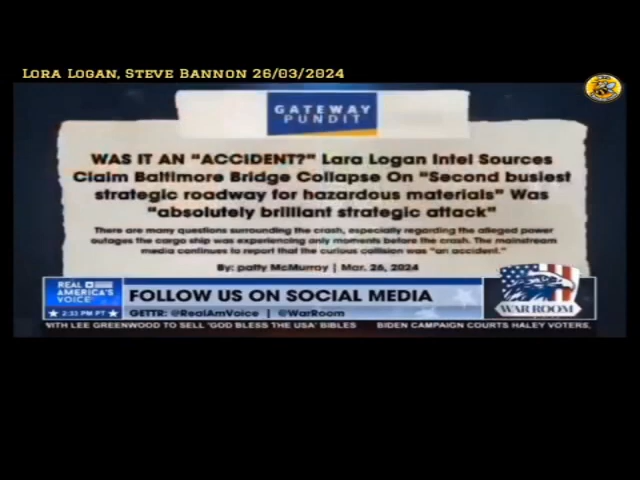 Lora Logan, Steve Bannon 26/03/2024
GATEWAY
PUNDIT
WAS IT AN "ACCIDENT?" Lara Logan Intel Sources
Claim Baltimore Bridge Collapse On "Second busiest
strategic roadway for hazardous materials" Was
"absolutely brilliant strategic attack"
There are many questions surrounding the crash, especially regarding the alleged power
outages the cargo ship was experiencing only moments before the crash. The mainstream
media continues to report that the curious collision was "an accident."
By: patty McMurray | Mar. 26, 2024
REAL
AMERICA'S
VOICE
FOLLOW US ON SOCIAL MEDIA
WAR ROOM
2:33 PM PT
GETTR: @RealAmVoice | @WarRoom
WITH LEE GREENWOOD TO SELL 'GOD BLESS THE USA' BIBLES BIDEN CAMPAIGN COURTS HALEY VOTERS,